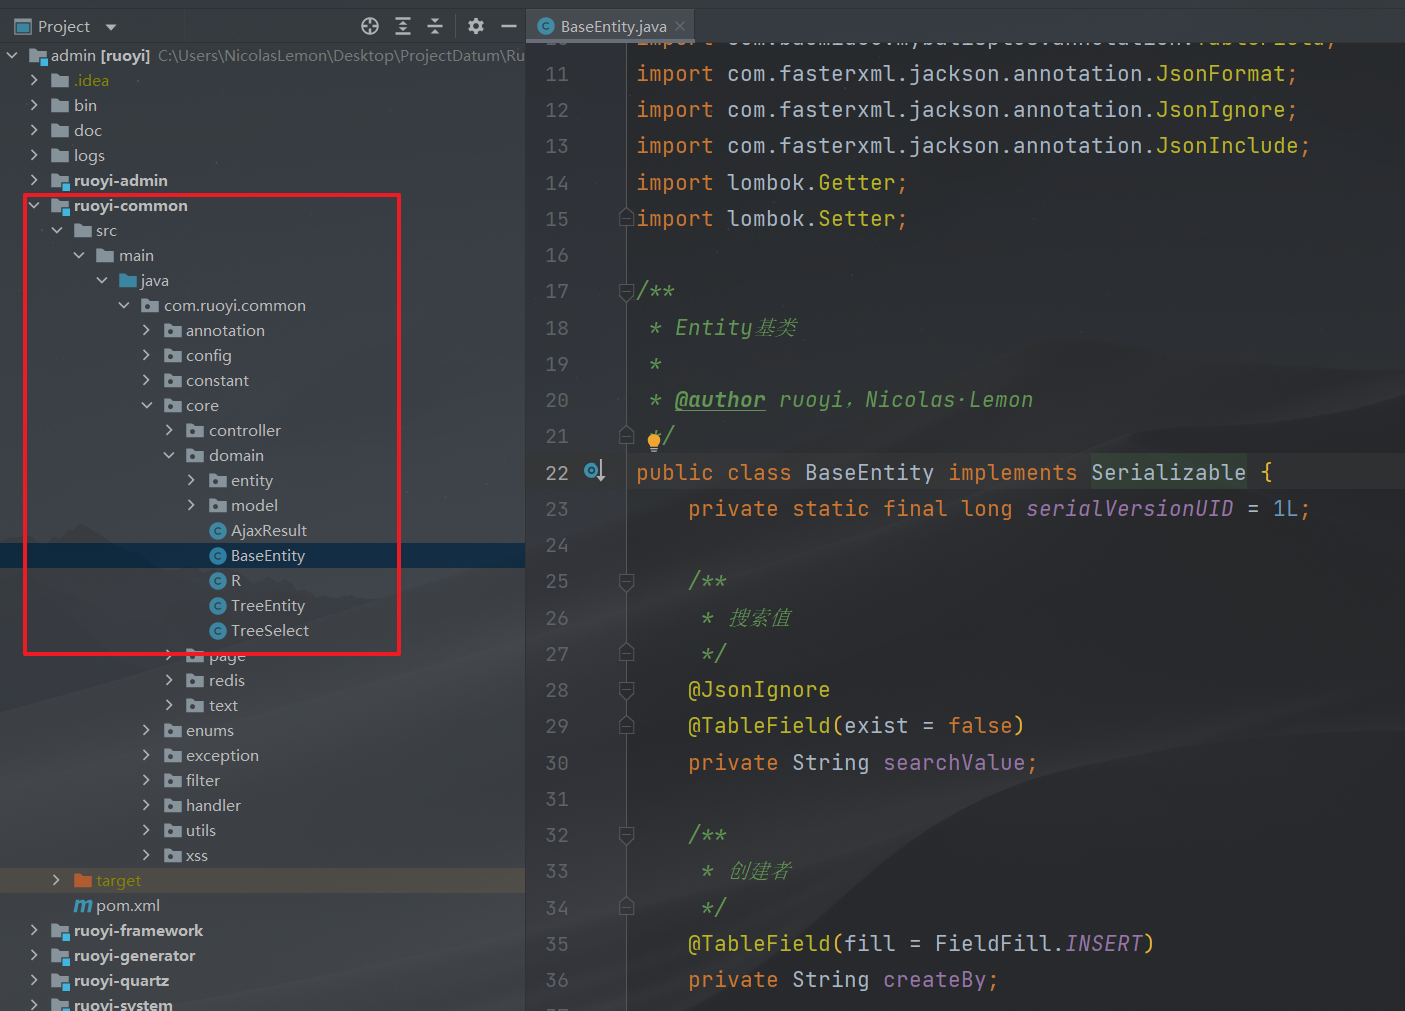 Project
admin [ruoyi] C:\Users\NicolasLemon\Desktop\ProjectDatum\Ru
.idea
bin
doc
logs
ruoyi-admin
ruoyi-common
src
main
java
com.ruoyi.common
annotation
config
constant
core
controller
domain
entity
model
AjaxResult
BaseEntity
R
TreeEntity
TreeSelect
page
redis
text
enums
exception
filter
handler
utils
xss
target
pom.xml
ruoyi-framework
ruoyi-generator
ruoyi-quartz
ruoyi-system
BaseEntity.java
10 import com.baomidou.mybatisplus.annotation.TableField;
11 import com.fasterxml.jackson.annotation.JsonFormat;
12 import com.fasterxml.jackson.annotation.JsonIgnore;
13 import com.fasterxml.jackson.annotation.JsonInclude;
14 import lombok.Getter;
15 import lombok.Setter;
16
17 /**
18 * Entity基类
19 *
20 * @author ruoyi，Nicolas·Lemon
21 */
22 public class BaseEntity implements Serializable {
23 private static final long serialVersionUID = 1L;
24
25 /**
26 * 搜索值
27 */
28 @JsonIgnore
29 @TableField(exist = false)
30 private String searchValue;
31
32 /**
33 * 创建者
34 */
35 @TableField(fill = FieldFill.INSERT)
36 private String createBy;